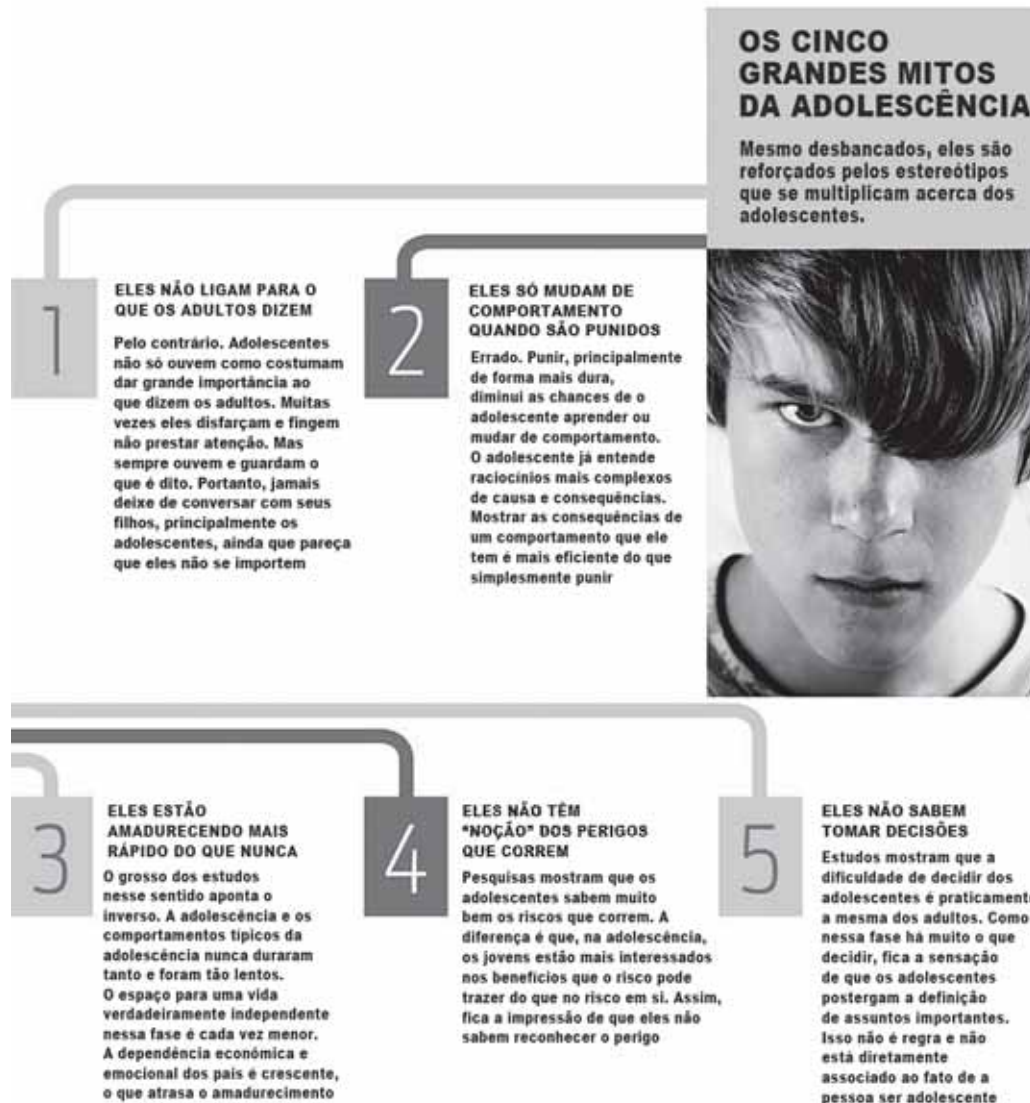 OS CINCO
GRANDES MITOS
DA ADOLESCÊNCIA
Mesmo desbancados, eles são
reforçados pelos estereótipos
que se multiplicam acerca dos
adolescentes.
1
ELES NÃO LIGAM PARA O
QUE OS ADULTOS DIZEM
Pelo contrário. Adolescentes
não só ouvem como costumam
dar grande importância ao
que dizem os adultos. Muitas
vezes eles disfarçam e fingem
não prestar atenção. Mas
sempre ouvem e guardam o
que é dito. Portanto, jamais
deixe de conversar com seus
filhos, principalmente os
adolescentes, ainda que pareça
que eles não se importem
2
ELES SÓ MUDAM DE
COMPORTAMENTO
QUANDO SÃO PUNIDOS
Errado. Punir, principalmente
de forma mais dura,
diminui as chances de o
adolescente aprender ou
mudar de comportamento.
O adolescente já entende
raciocínios mais complexos
de causa e consequências.
Mostrar as consequências de
um comportamento que ele
tem é mais eficiente do que
simplesmente punir
3
ELES ESTÃO
AMADURECENDO MAIS
RÁPIDO DO QUE NUNCA
O grosso dos estudos
nesse sentido aponta o
inverso. A adolescência e os
comportamentos típicos da
adolescência nunca duraram
tanto e foram tão lentos.
O espaço para uma vida
verdadeiramente independente
nessa fase é cada vez menor.
A dependência econômica e
emocional dos pais é crescente,
o que atrasa o amadurecimento
4
ELES NÃO TÊM
"NOÇÃO" DOS PERIGOS
QUE CORREM
Pesquisas mostram que os
adolescentes sabem muito
bem os riscos que correm. A
diferença é que, na adolescência,
os jovens estão mais interessados
nos benefícios que o risco pode
trazer do que no risco em si. Assim,
fica a impressão de que eles não
sabem reconhecer o perigo
5
ELES NÃO SABEM
TOMAR DECISÕES
Estudos mostram que a
dificuldade de decidir dos
adolescentes é praticamente
a mesma dos adultos. Como
nessa fase há muito o que
decidir, fica a sensação
de que os adolescentes
postergam a definição
de assuntos importantes.
Isso não é regra e não
está diretamente
associado ao fato de a
pessoa ser adolescente